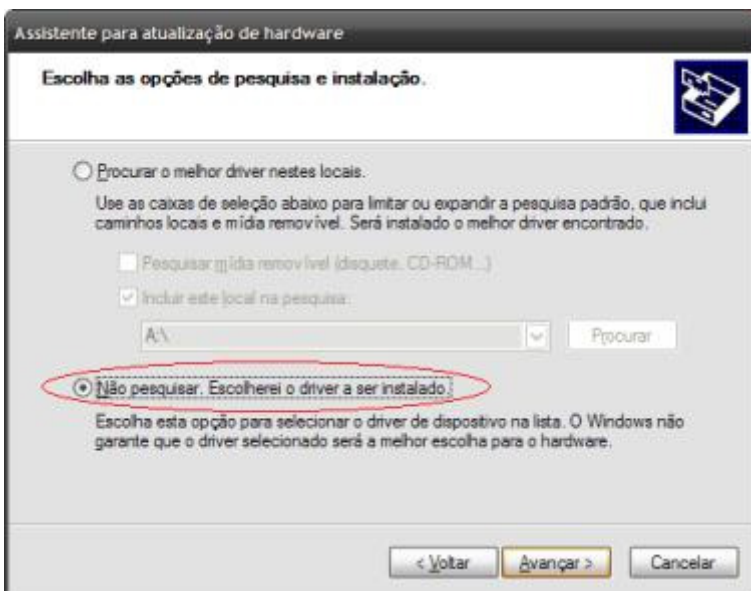 Assistente para atualização de hardware
Escolha as opções de pesquisa e instalação.
Procurar o melhor driver nestes locais.
Use as caixas de seleção abaixo para limitar ou expandir a pesquisa padrão, que inclui
caminhos locais e mídia removível. Será instalado o melhor driver encontrado.
Pesquisar mídia removível (disquete, CD-ROM...)
Incluir este local na pesquisa:
A:\
Procurar
Não pesquisar. Escolherei o driver a ser instalado.
Escolha esta opção para selecionar o driver de dispositivo na lista. O Windows não
garante que o driver selecionado será a melhor escolha para o hardware.
< Voltar
Avançar >
Cancelar